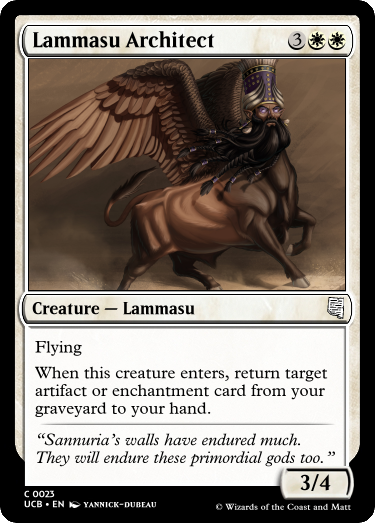 Lammasu Architect 3
Creature — Lammasu
Flying
When this creature enters, return target
artifact or enchantment card from your
graveyard to your hand.
“Sannuria’s walls have endured much.
They will endure these primordial gods too.”
3/4
C 0023
UCB • EN YANNICK-DUBEAU
© Wizards of the Coast and Matt